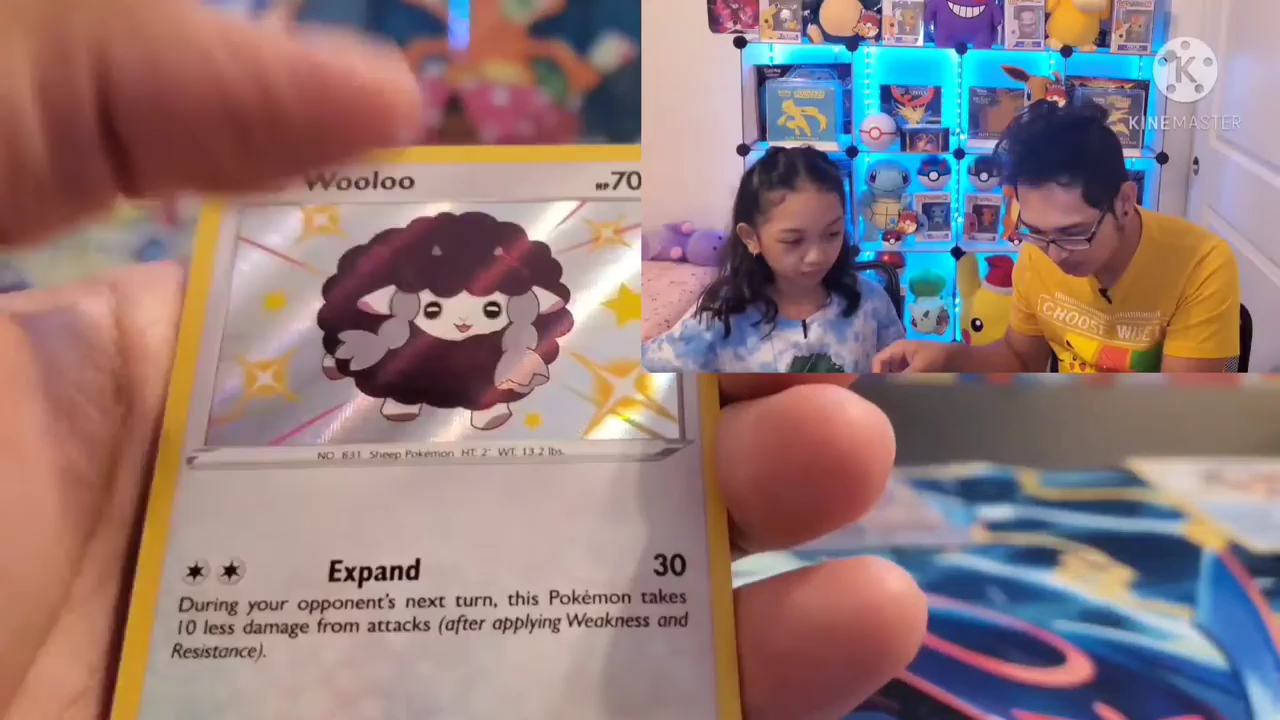 Wooloo HP70
NO. 831 Sheep Pokémon HT: 2' WT: 13.2 lbs.
Expand 30
During your opponent's next turn, this Pokémon takes
10 less damage from attacks (after applying Weakness and
Resistance).
K
KINEMASTER
CHOOSE WISELY